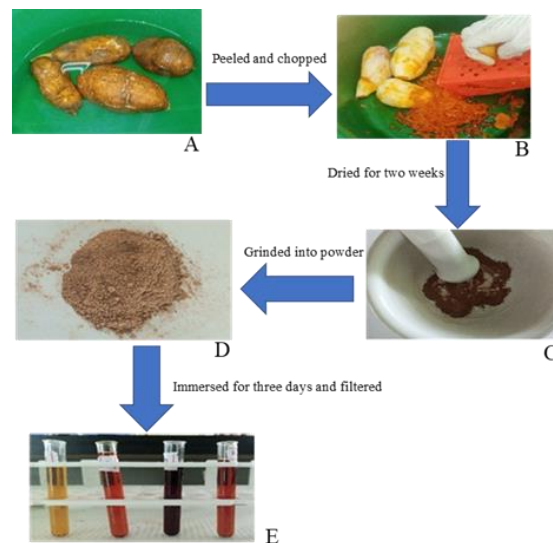 A
Peeled and chopped
B
Dried for two weeks
C
Grinded into powder
D
Immersed for three days and filtered
E